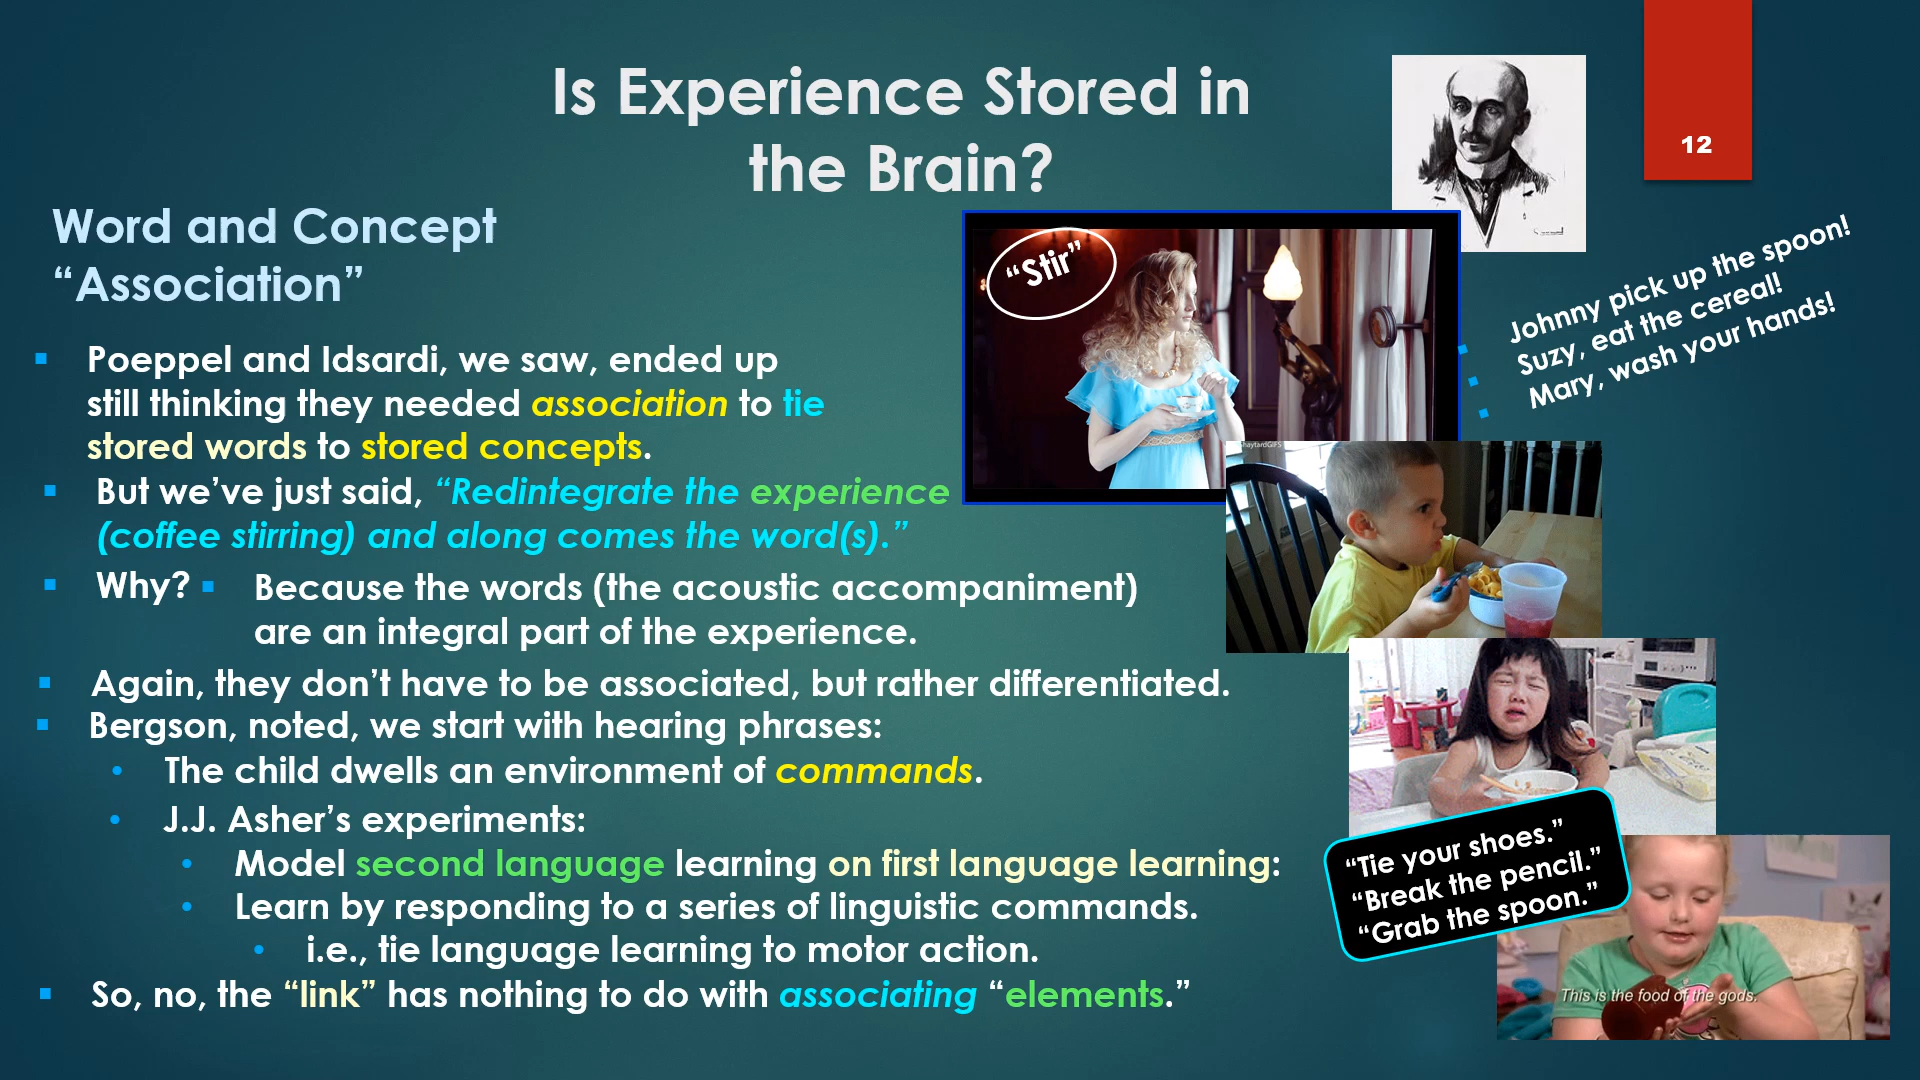 Is Experience Stored in
the Brain?
12
Word and Concept
“Association”
▪ Poeppel and Idsardi, we saw, ended up
still thinking they needed association to tie
stored words to stored concepts.
▪ But we’ve just said, “Redintegrate the experience
(coffee stirring) and along comes the word(s).”
▪ Why? ▪ Because the words (the acoustic accompaniment)
are an integral part of the experience.
▪ Again, they don’t have to be associated, but rather differentiated.
▪ Bergson, noted, we start with hearing phrases:
• The child dwells an environment of commands.
• J.J. Asher’s experiments:
• Model second language learning on first language learning:
• Learn by responding to a series of linguistic commands.
• i.e., tie language learning to motor action.
▪ So, no, the “link” has nothing to do with associating “elements.”
“Stir”
▪ Johnny pick up the spoon!
▪ Suzy, eat the cereal!
▪ Mary, wash your hands!
“Tie your shoes.”
“Break the pencil.”
“Grab the spoon.”
This is the food of the gods.